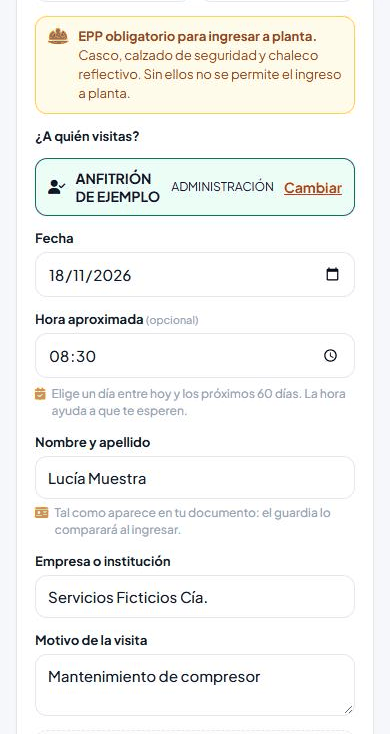 EPP obligatorio para ingresar a planta.
Casco, calzado de seguridad y chaleco
reflectivo. Sin ellos no se permite el ingreso
a planta.
¿A quién visitas?
ANFITRIÓN
DE EJEMPLO
ADMINISTRACIÓN
Cambiar
Fecha
18/11/2026
Hora aproximada (opcional)
08:30
Elige un día entre hoy y los próximos 60 días. La hora
ayuda a que te esperen.
Nombre y apellido
Lucía Muestra
Tal como aparece en tu documento: el guardia lo
comparará al ingresar.
Empresa o institución
Servicios Ficticios Cía.
Motivo de la visita
Mantenimiento de compresor